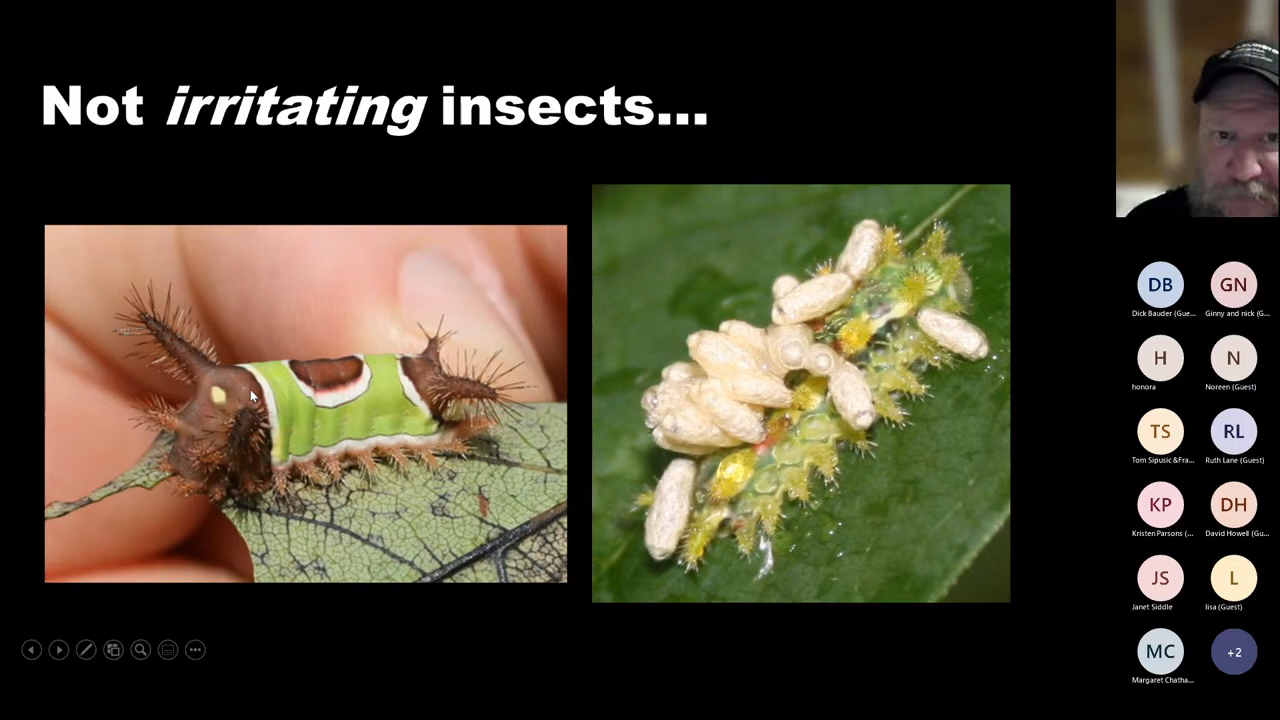 Not irritating insects...
DB
GN
Dick Bauder (Gue...
Ginny and nick (G...
H
N
honora
Noreen (Guest)
TS
RL
Tom Sipusic &Fra...
Ruth Lane (Guest)
KP
DH
Kristen Parsons (...
David Howell (Gu...
JS
L
Janet Siddle
lisa (Guest)
MC
+2
Margaret Chatha...